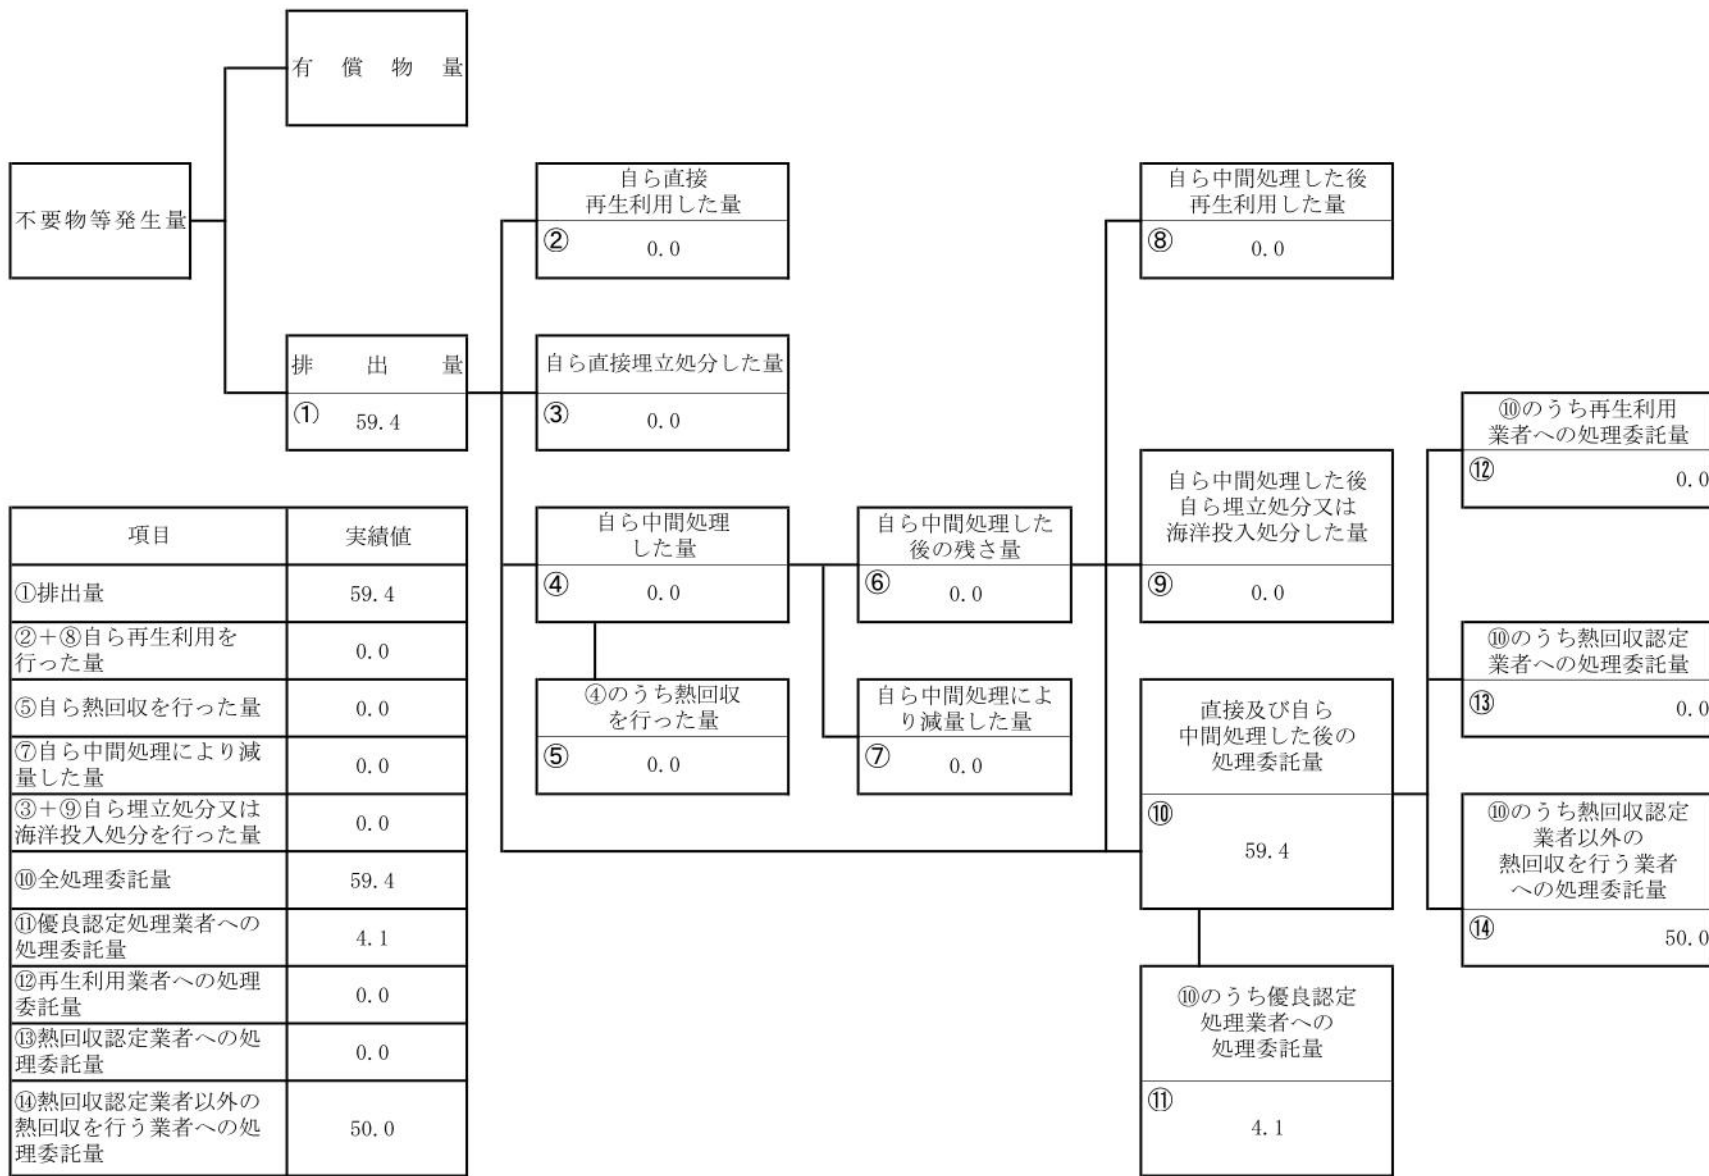 有償物量
不要物等発生量
排出量
①
59.4
自ら直接
再生利用した量
②
0.0
自ら直接埋立処分した量
③
0.0
自ら中間処理
した量
④
0.0
④のうち熱回収
を行った量
⑤
0.0
自ら中間処理した
後の残さ量
⑥
0.0
自ら中間処理によ
り減量した量
⑦
0.0
自ら中間処理した後
再生利用した量
⑧
0.0
自ら中間処理した後
自ら埋立処分又は
海洋投入処分した量
⑨
0.0
直接及び自ら
中間処理した後の
処理委託量
⑩
59.4
⑩のうち優良認定
処理業者への
処理委託量
⑪
4.1
⑩のうち再生利用
業者への処理委託量
⑫
0.0
⑩のうち熱回収認定
業者への処理委託量
⑬
0.0
⑩のうち熱回収認定
業者以外の
熱回収を行う業者
への処理委託量
⑭
50.0
項目 実績値
①排出量 59.4
②+⑧自ら再生利用を
行った量 0.0
⑤自ら熱回収を行った量 0.0
⑦自ら中間処理により減
量した量 0.0
③+⑨自ら埋立処分又は
海洋投入処分を行った量 0.0
⑩全処理委託量 59.4
⑪優良認定処理業者への
処理委託量 4.1
⑫再生利用業者への処理
委託量 0.0
⑬熱回収認定業者への処
理委託量 0.0
⑭熱回収認定業者以外の
熱回収を行う業者への処
理委託量 50.0